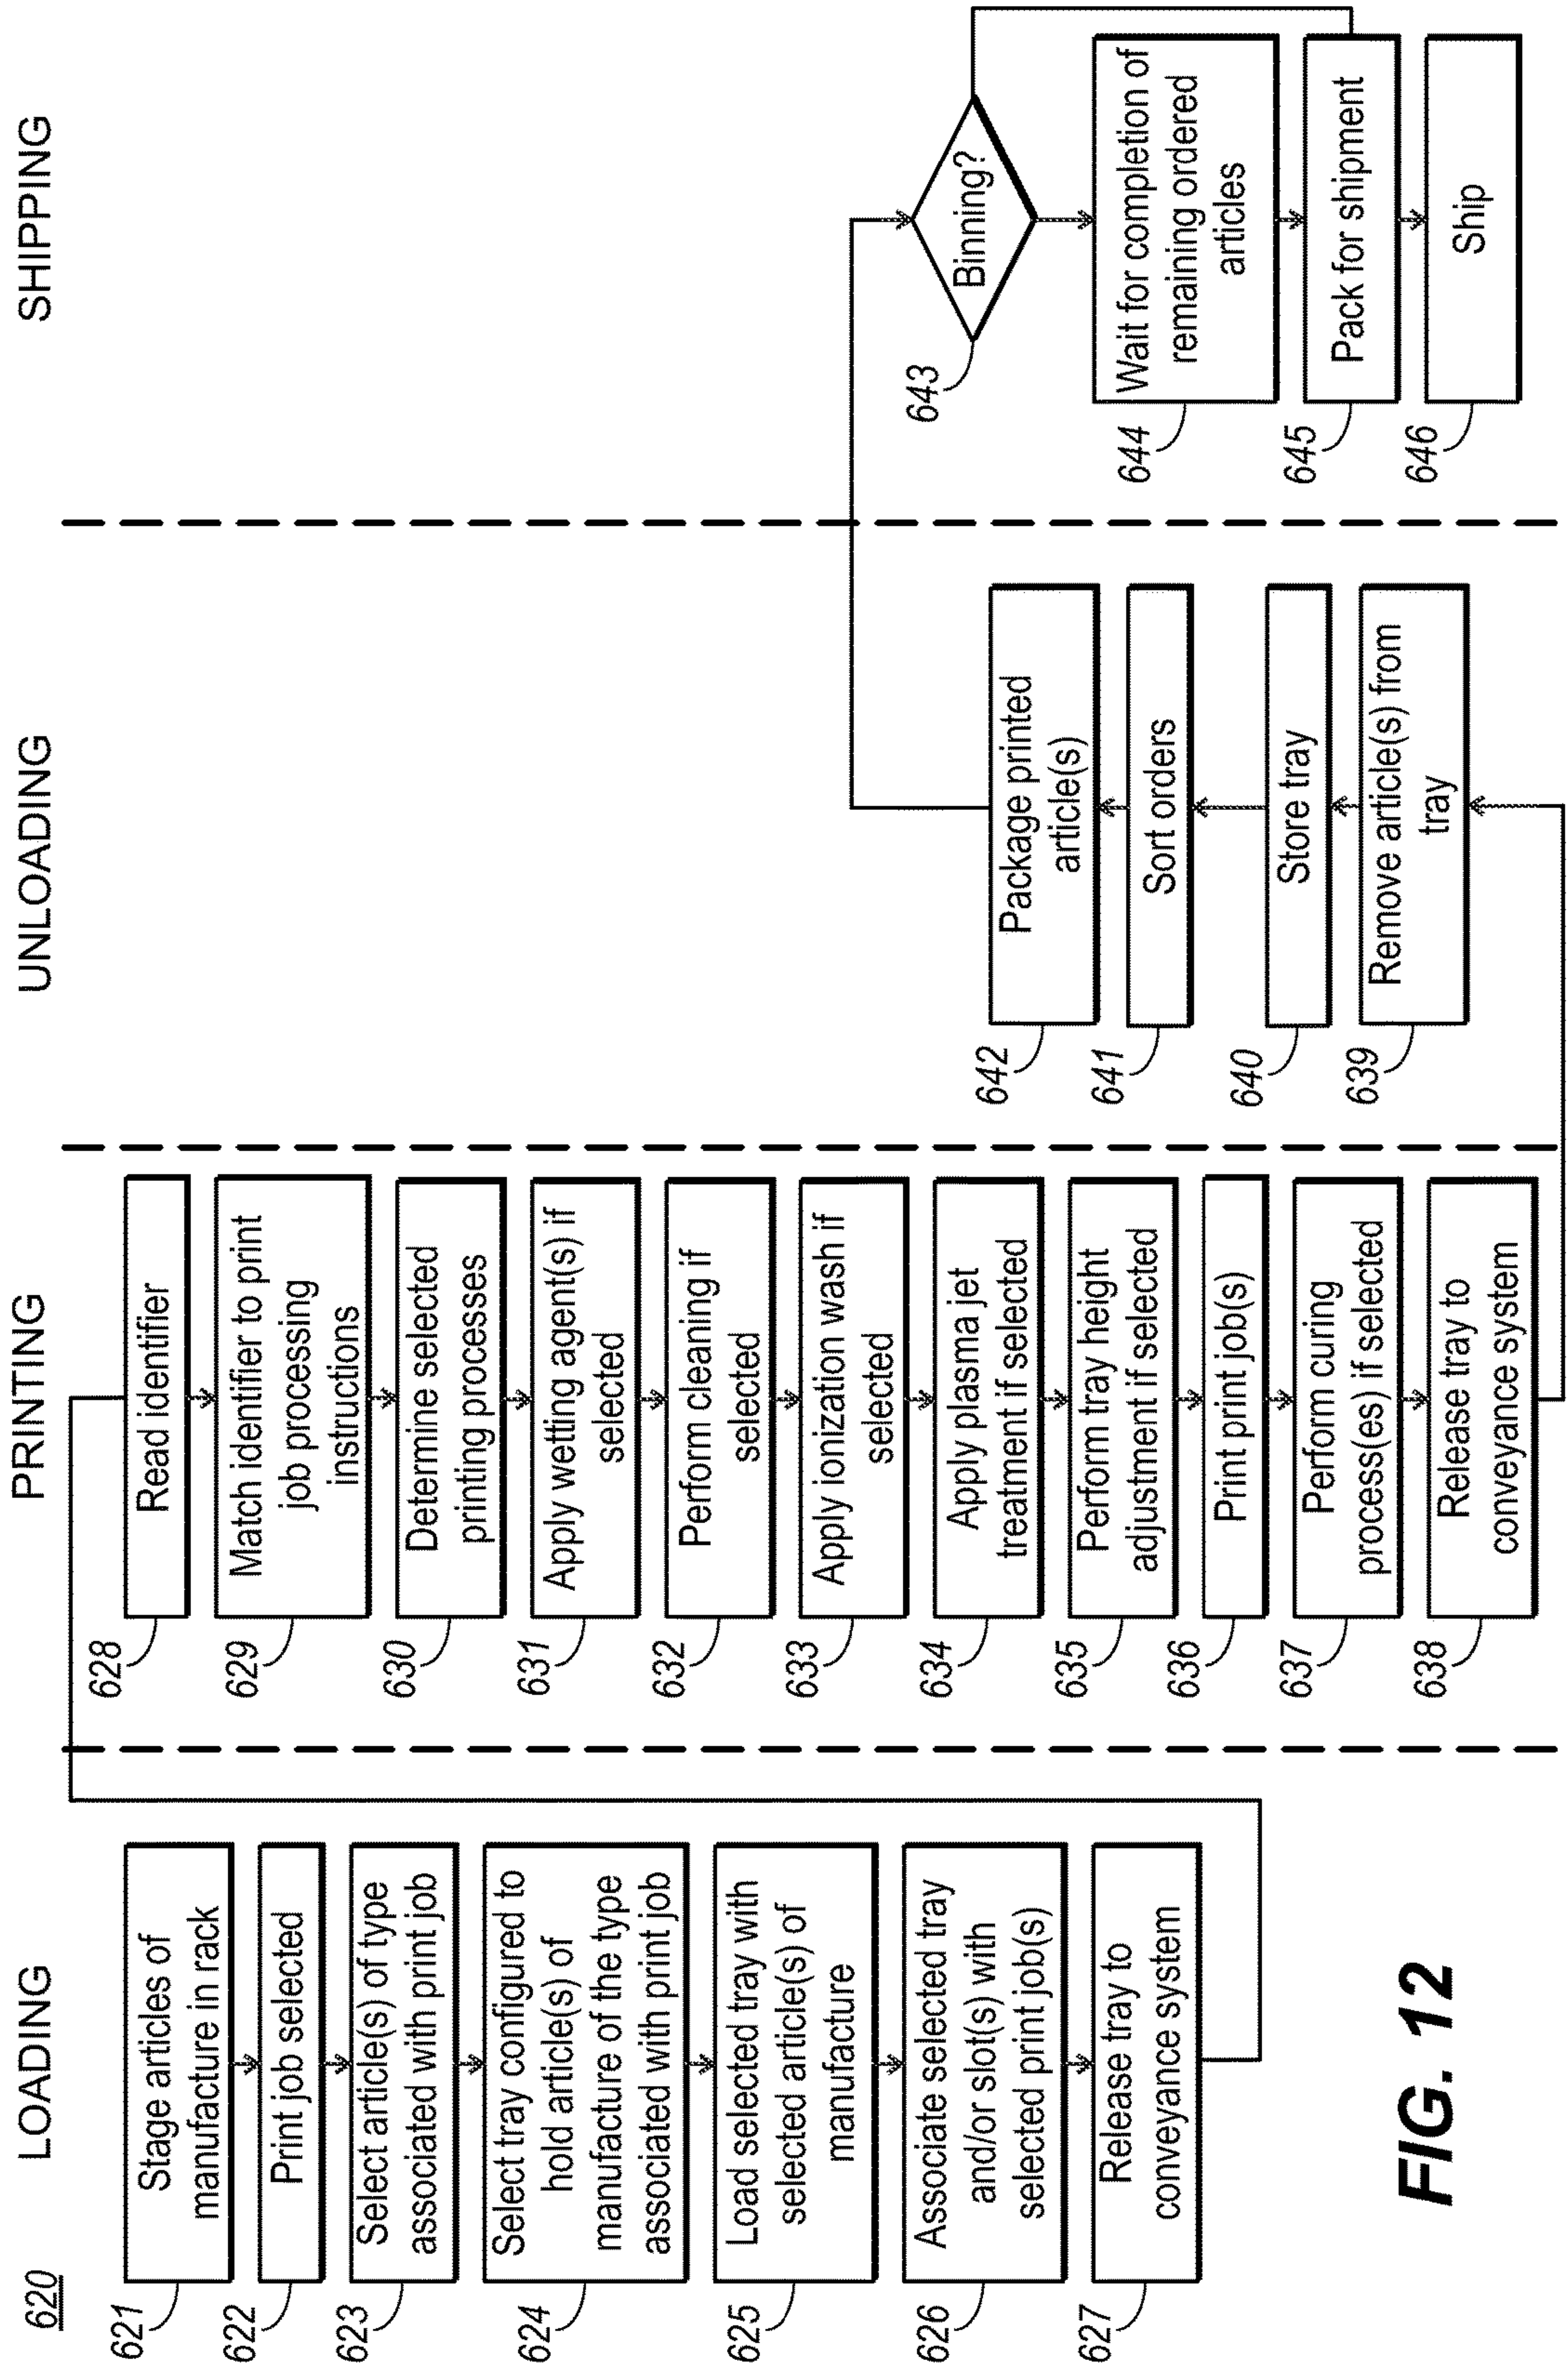 620
LOADING
621
Stage articles of
manufacture in rack
622
Print job selected
623
Select article(s) of type
associated with print job
624
Select tray configured to
hold article(s) of
manufacture of the type
associated with print job
625
Load selected tray with
selected article(s) of
manufacture
626
Associate selected tray
and/or slot(s) with
selected print job(s)
627
Release tray to
conveyance system
PRINTING
628
Read identifier
629
Match identifier to print
job processing
instructions
630
Determine selected
printing processes
631
Apply wetting agent(s) if
selected
632
Perform cleaning if
selected
633
Apply ionization wash if
selected
634
Apply plasma jet
treatment if selected
635
Perform tray height
adjustment if selected
636
Print print job(s)
637
Perform curing
process(es) if selected
638
Release tray to
conveyance system
UNLOADING
642
Package printed
article(s)
641
Sort orders
640
Store tray
639
Remove article(s) from
tray
SHIPPING
643
Binning?
644
Wait for completion of
remaining ordered
articles
645
Pack for shipment
646
Ship
FIG. 12